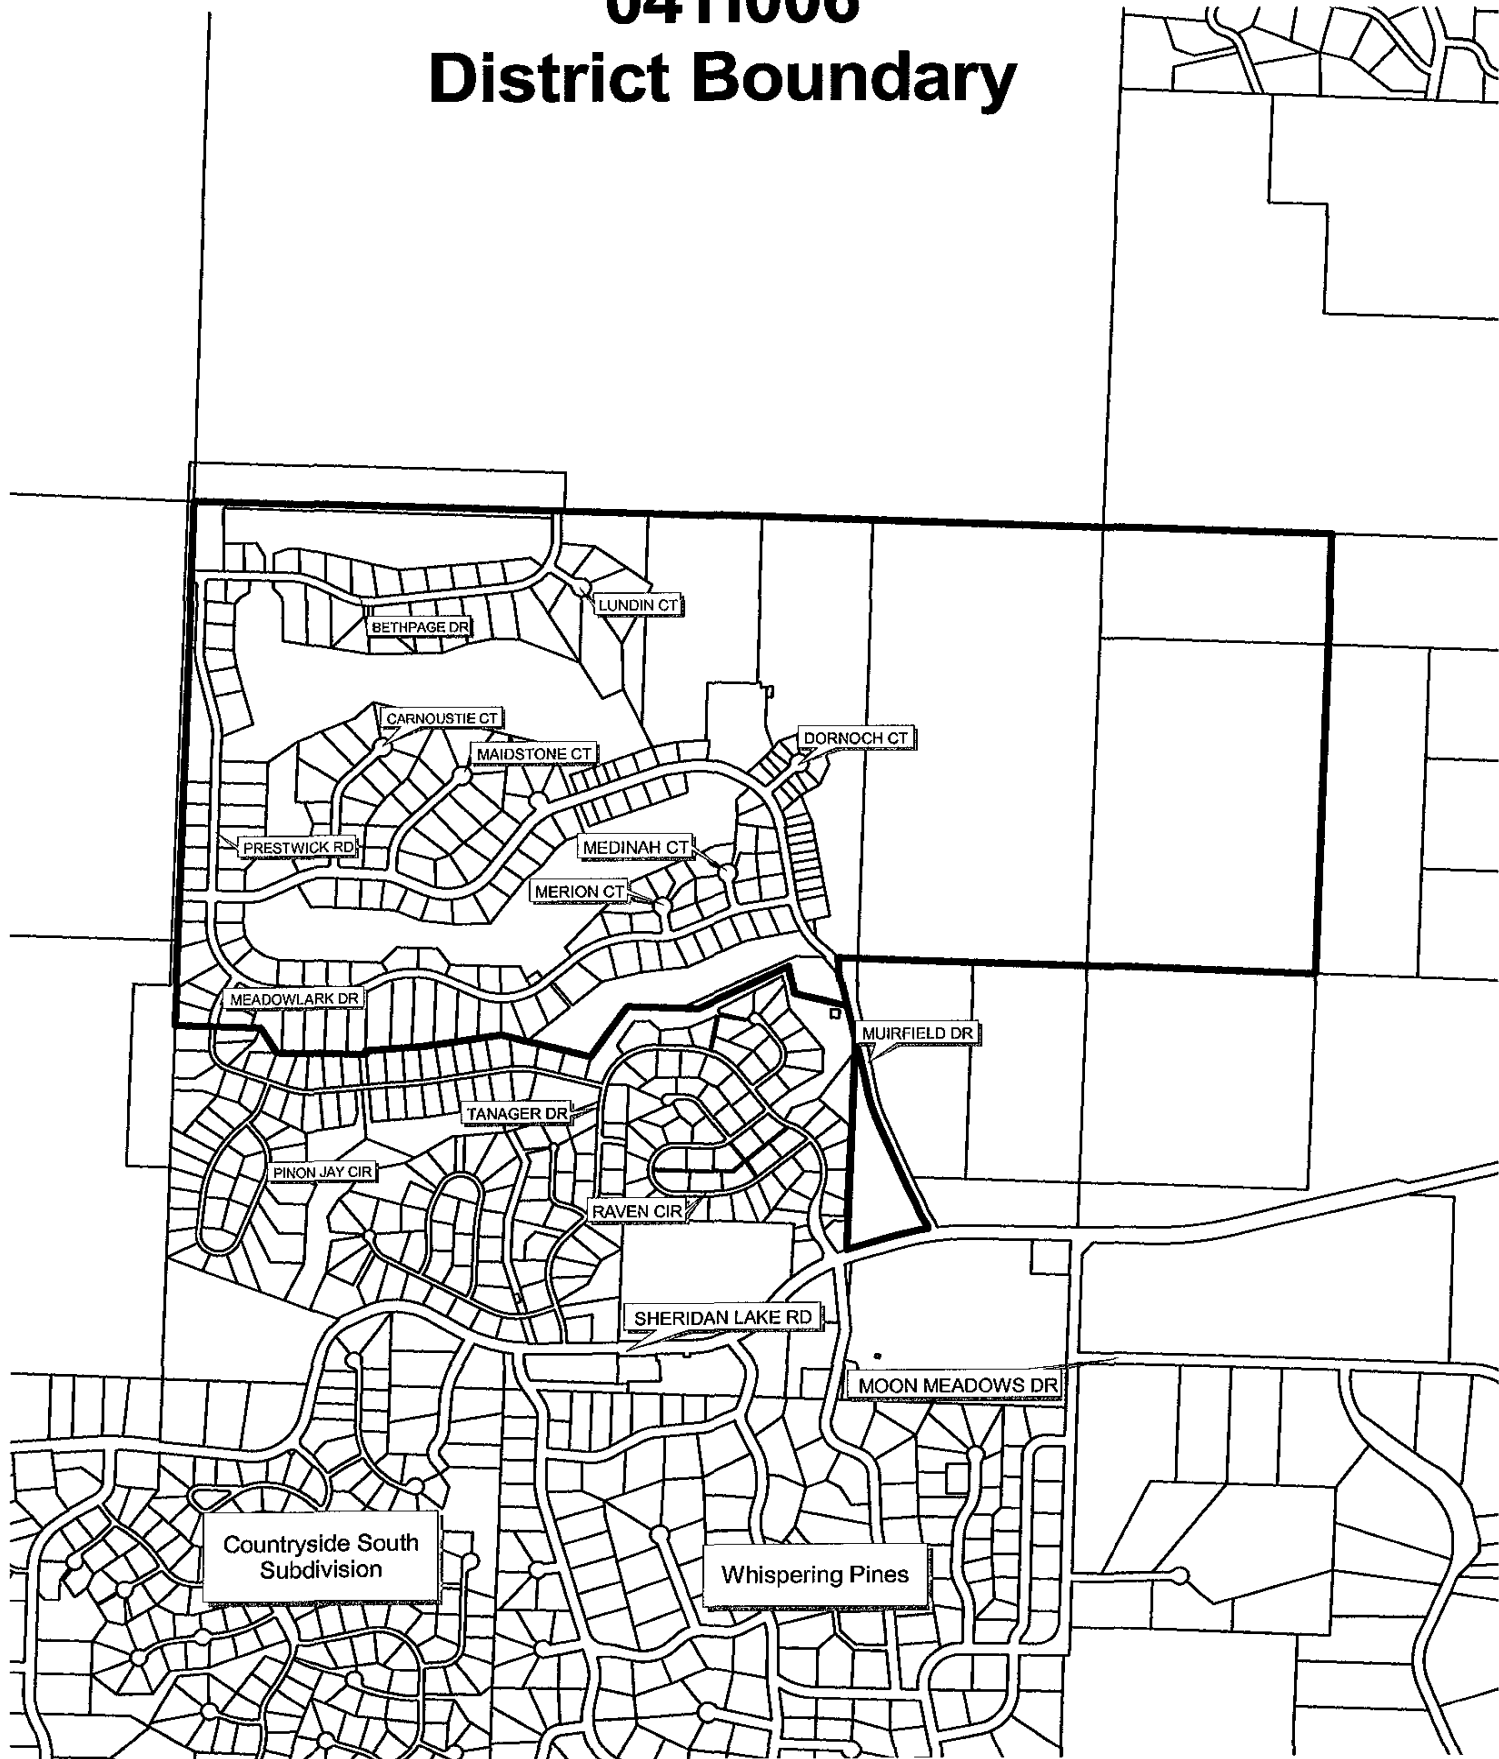 District Boundary
LUNDIN CT
BETHPAGE DR
CARNOUSTIE CT
DORNOCH CT
MAIDSTONE CT
PRESTWICK RD
MEDINAH CT
MERION CT
MEADOWLARK DR
MUIRFIELD DR
TANAGER DR
PINON JAY CIR
RAVEN CIR
SHERIDAN LAKE RD
MOON MEADOWS DR
Countryside South
Subdivision
Whispering Pines